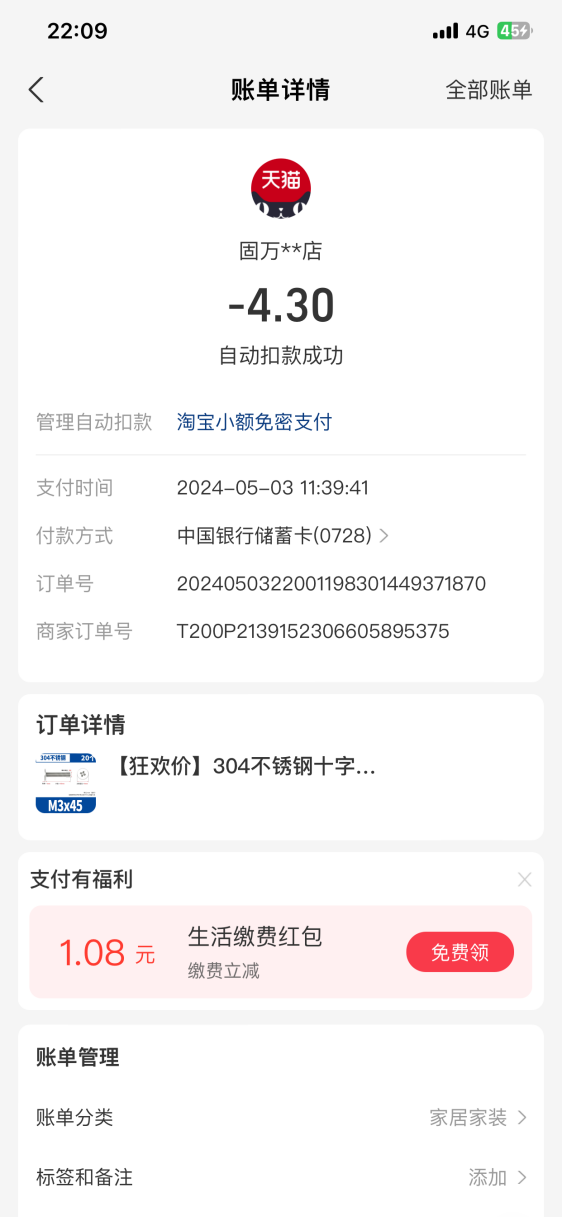 22:09
4G 45
账单详情
全部账单
天猫
固万**店
-4.30
自动扣款成功
管理自动扣款 淘宝小额免密支付
支付时间 2024-05-03 11:39:41
付款方式 中国银行储蓄卡(0728)
订单号 2024050322001198301449371870
商家订单号 T200P2139152306605895375
订单详情
304不锈钢
【狂欢价】304不锈钢十字...
M3x45
支付有福利
1.08 元
生活缴费红包
缴费立减
免费领
账单管理
账单分类 家居家装
标签和备注 添加